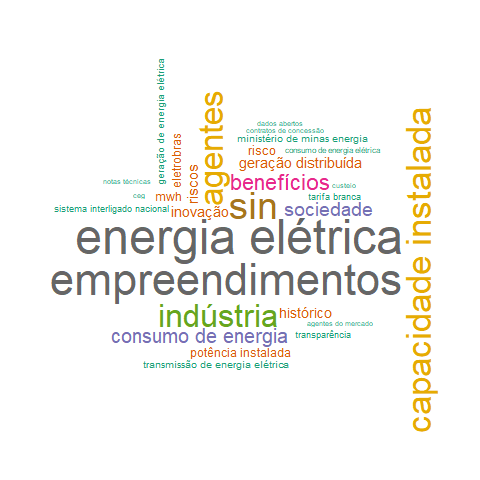 geração de energia elétrica
eletrobras
riscos
agentes
dados abertos
contratos de concessão
ministério de minas energia
risco
consumo de energia elétrica
geração distribuída
notas técnicas
benefícios
custeio
ceg
mwh
tarifa branca
sistema interligado nacional
inovação
sin
sociedade
energia elétrica
empreendimentos
capacidade instalada
indústria
histórico
agentes do mercado
consumo de energia
transparência
potência instalada
transmissão de energia elétrica